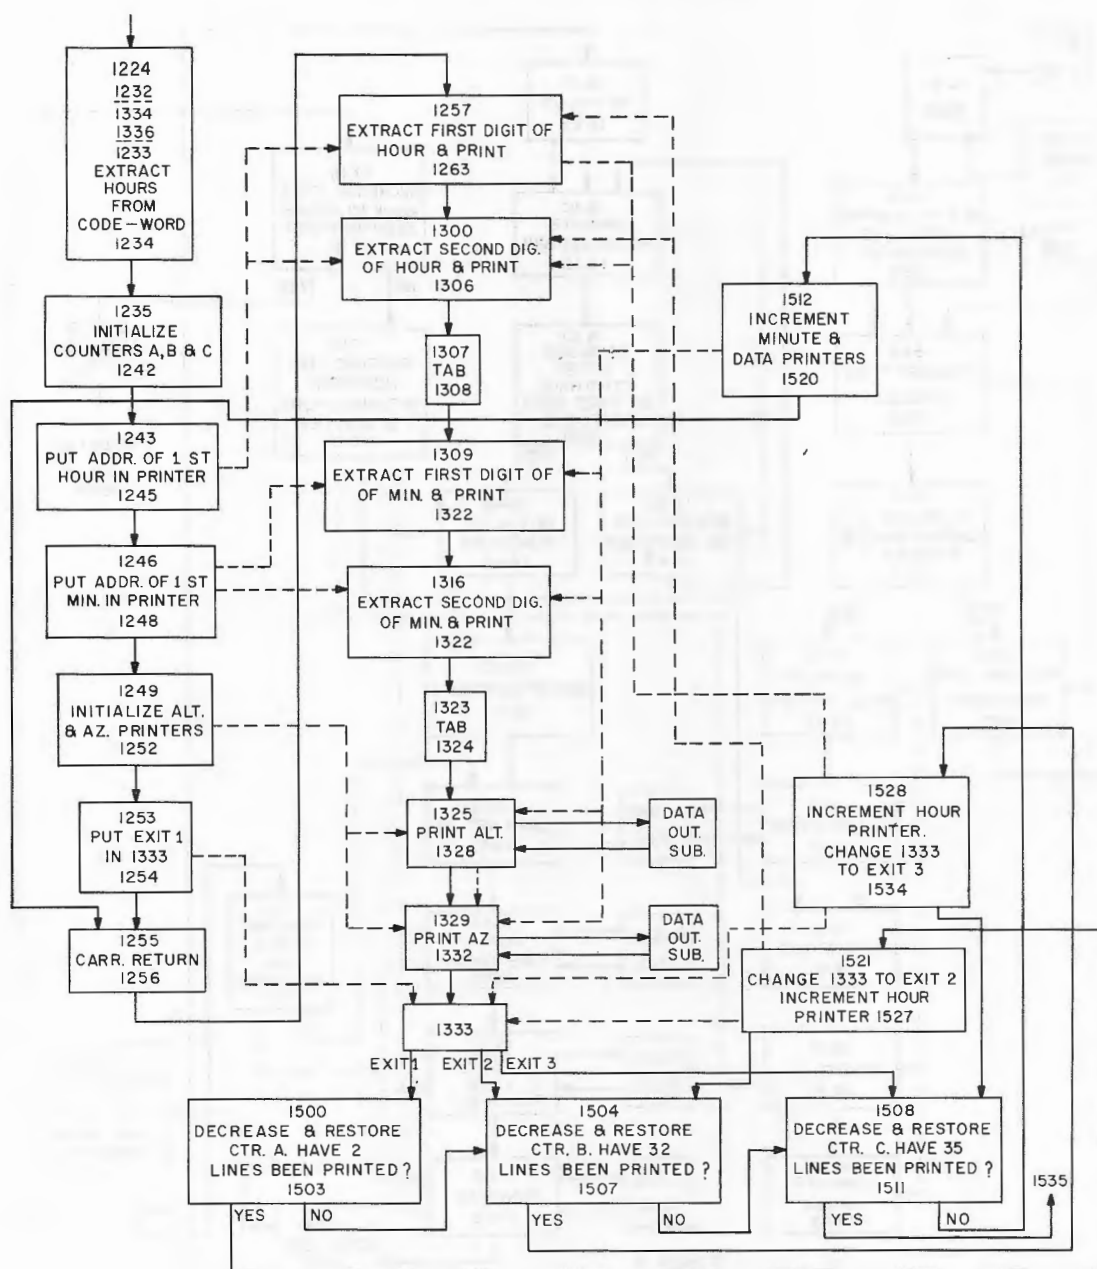 1224
1232
1334
1336
1233
EXTRACT
HOURS
FROM
CODE-WORD
1234
1235
INITIALIZE
COUNTERS A, B & C
1242
1243
PUT ADDR. OF 1 ST
HOUR IN PRINTER
1245
1246
PUT ADDR. OF 1 ST
MIN. IN PRINTER
1248
1249
INITIALIZE ALT.
& AZ. PRINTERS
1252
1253
PUT EXIT 1
IN 1333
1254
1255
CARR. RETURN
1256
1257
EXTRACT FIRST DIGIT OF
HOUR & PRINT
1263
1300
EXTRACT SECOND DIG.
OF HOUR & PRINT
1306
1307
TAB
1308
1309
EXTRACT FIRST DIGIT OF
OF MIN. & PRINT
1322
1316
EXTRACT SECOND DIG.
OF MIN. & PRINT
1322
1323
TAB
1324
1325
PRINT ALT.
1328
DATA
OUT.
SUB.
1329
PRINT AZ
1332
DATA
OUT.
SUB.
1333
EXIT 1
EXIT 2
EXIT 3
1512
INCREMENT
MINUTE &
DATA PRINTERS
1520
1528
INCREMENT HOUR
PRINTER.
CHANGE 1333
TO EXIT 3
1534
1521
CHANGE 1333 TO EXIT 2
INCREMENT HOUR
PRINTER 1527
1500
DECREASE & RESTORE
CTR. A. HAVE 2
LINES BEEN PRINTED?
1503
YES
NO
1504
DECREASE & RESTORE
CTR. B. HAVE 32
LINES BEEN PRINTED?
1507
YES
NO
1508
DECREASE & RESTORE
CTR. C. HAVE 35
LINES BEEN PRINTED?
1511
YES
NO
1535